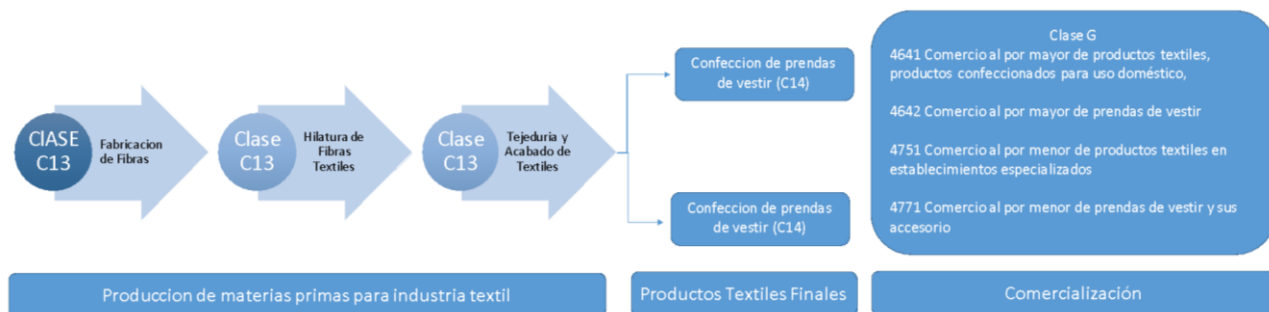 ClASE
C13
Fabricacion
de Fibras
Clase
C13
Hilatura de
Fibras
Textiles
Clase
C13
Tejeduria y
Acabado de
Textiles
Confeccion de prendas
de vestir (C14)
Confeccion de prendas
de vestir (C14)
Clase G
4641 Comercio al por mayor de productos textiles,
productos confeccionados para uso doméstico,
4642 Comercio al por mayor de prendas de vestir
4751 Comercio al por menor de productos textiles en
establecimientos especializados
4771 Comercio al por menor de prendas de vestir y sus
accesorio
Produccion de materias primas para industria textil
Productos Textiles Finales
Comercialización